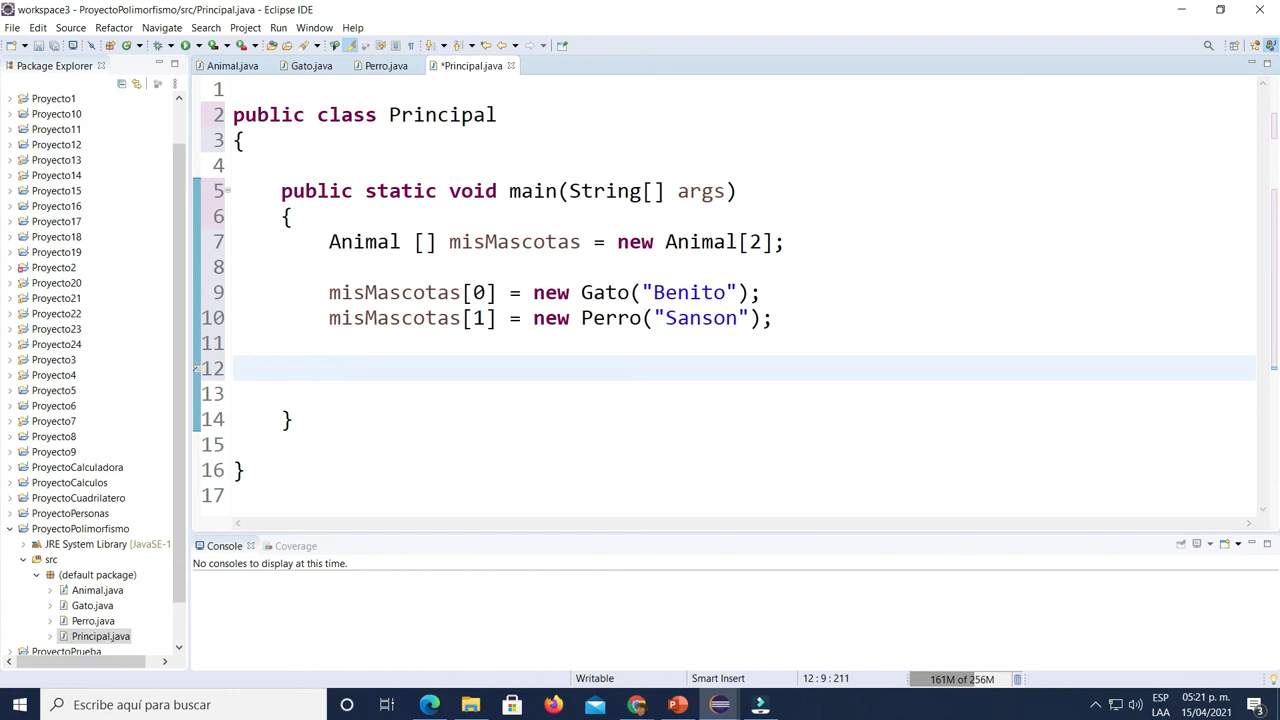 workspace3 - ProyectoPolimorfismo/src/Principal.java - Eclipse IDE
File Edit Source Refactor Navigate Search Project Run Window Help
Package Explorer
Animal.java Gato.java Perro.java *Principal.java
Proyecto1
Proyecto10
Proyecto11
Proyecto12
Proyecto13
Proyecto14
Proyecto15
Proyecto16
Proyecto17
Proyecto18
Proyecto19
Proyecto2
Proyecto20
Proyecto21
Proyecto22
Proyecto23
Proyecto24
Proyecto3
Proyecto4
Proyecto5
Proyecto6
Proyecto7
Proyecto8
Proyecto9
ProyectoCalculadora
ProyectoCalculos
ProyectoCuadrilatero
ProyectoPersonas
ProyectoPolimorfismo
JRE System Library [JavaSE-1
src
(default package)
Animal.java
Gato.java
Perro.java
Principal.java
ProyectoPrueba
1
2 public class Principal
3 {
4
5 public static void main(String[] args)
6 {
7 Animal [] misMascotas = new Animal[2];
8
9 misMascotas[0] = new Gato("Benito");
10 misMascotas[1] = new Perro("Sanson");
11
12
13
14 }
15
16 }
17
Console Coverage
No consoles to display at this time.
Writable Smart Insert 12 : 9 : 211 161M of 256M
Escribe aquí para buscar
ESP 05:21 p. m.
LAA 15/04/2021
3